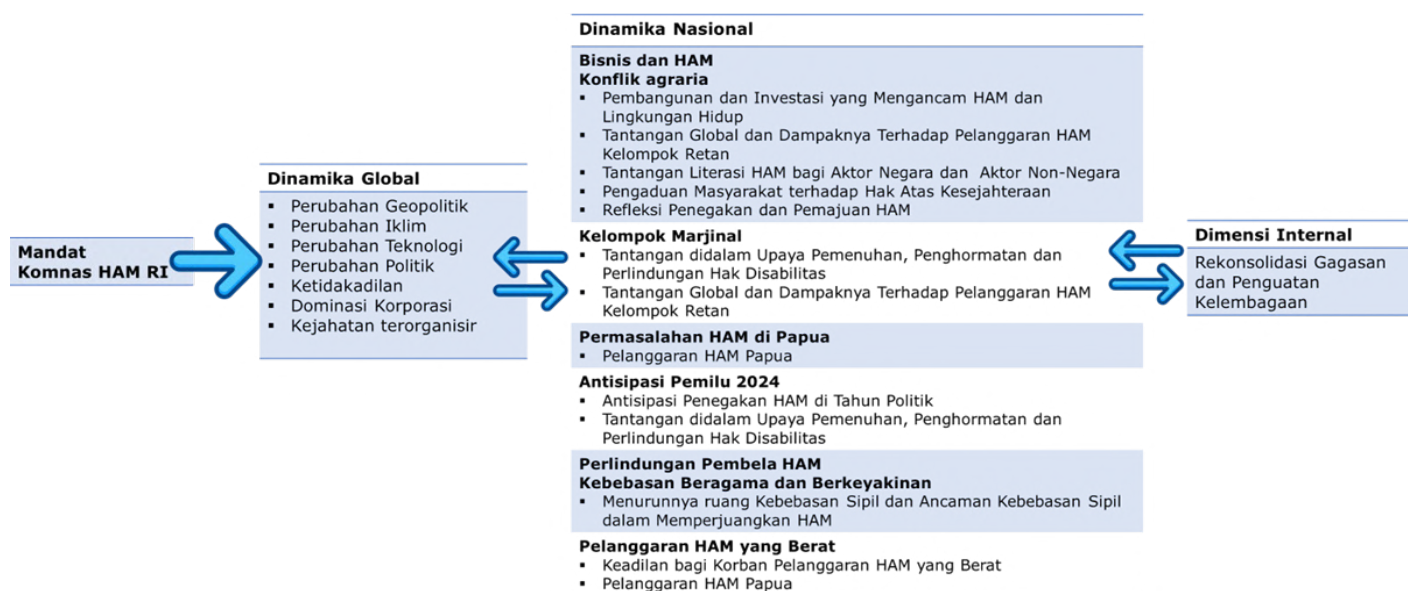 Mandat
Komnas HAM RI
Dinamika Global
▪ Perubahan Geopolitik
▪ Perubahan Iklim
▪ Perubahan Teknologi
▪ Perubahan Politik
▪ Ketidakadilan
▪ Dominasi Korporasi
▪ Kejahatan terorganisir
Dinamika Nasional
Bisnis dan HAM
Konflik agraria
▪ Pembangunan dan Investasi yang Mengancam HAM dan
Lingkungan Hidup
▪ Tantangan Global dan Dampaknya Terhadap Pelanggaran HAM
Kelompok Retan
▪ Tantangan Literasi HAM bagi Aktor Negara dan Aktor Non-Negara
▪ Pengaduan Masyarakat terhadap Hak Atas Kesejahteraan
▪ Refleksi Penegakan dan Pemajuan HAM
Kelompok Marjinal
▪ Tantangan didalam Upaya Pemenuhan, Penghormatan dan
Perlindungan Hak Disabilitas
▪ Tantangan Global dan Dampaknya Terhadap Pelanggaran HAM
Kelompok Retan
Permasalahan HAM di Papua
▪ Pelanggaran HAM Papua
Antisipasi Pemilu 2024
▪ Antisipasi Penegakan HAM di Tahun Politik
▪ Tantangan didalam Upaya Pemenuhan, Penghormatan dan
Perlindungan Hak Disabilitas
Perlindungan Pembela HAM
Kebebasan Beragama dan Berkeyakinan
▪ Menurunnya ruang Kebebasan Sipil dan Ancaman Kebebasan Sipil
dalam Memperjuangkan HAM
Pelanggaran HAM yang Berat
▪ Keadilan bagi Korban Pelanggaran HAM yang Berat
▪ Pelanggaran HAM Papua
Dimensi Internal
Rekonsolidasi Gagasan
dan Penguatan
Kelembagaan